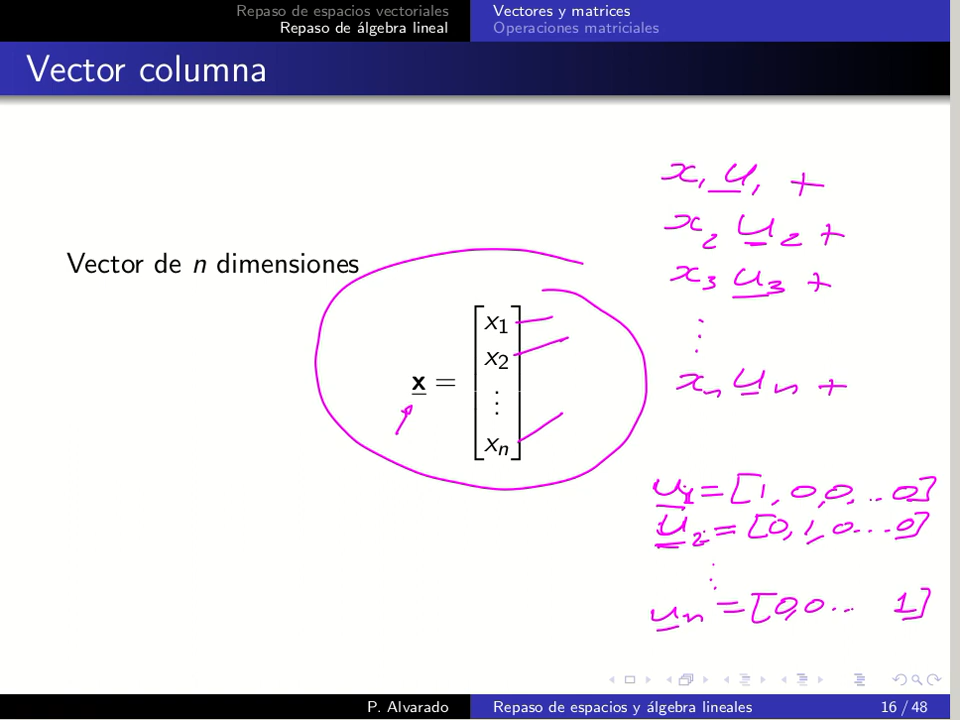 Repaso de espacios vectoriales
Repaso de álgebra lineal
Vectores y matrices
Operaciones matriciales
Vector columna
Vector de n dimensiones
x = [x1 x2 ⋮ xn]
x1 u1 +
x2 u2 +
x3 u3 +
⋮
xn un +
u1 = [1, 0, 0, ... 0]
u2 = [0, 1, 0 ... 0]
⋮
un = [0, 0 ... 1]
P. Alvarado
Repaso de espacios y álgebra lineales
16 / 48